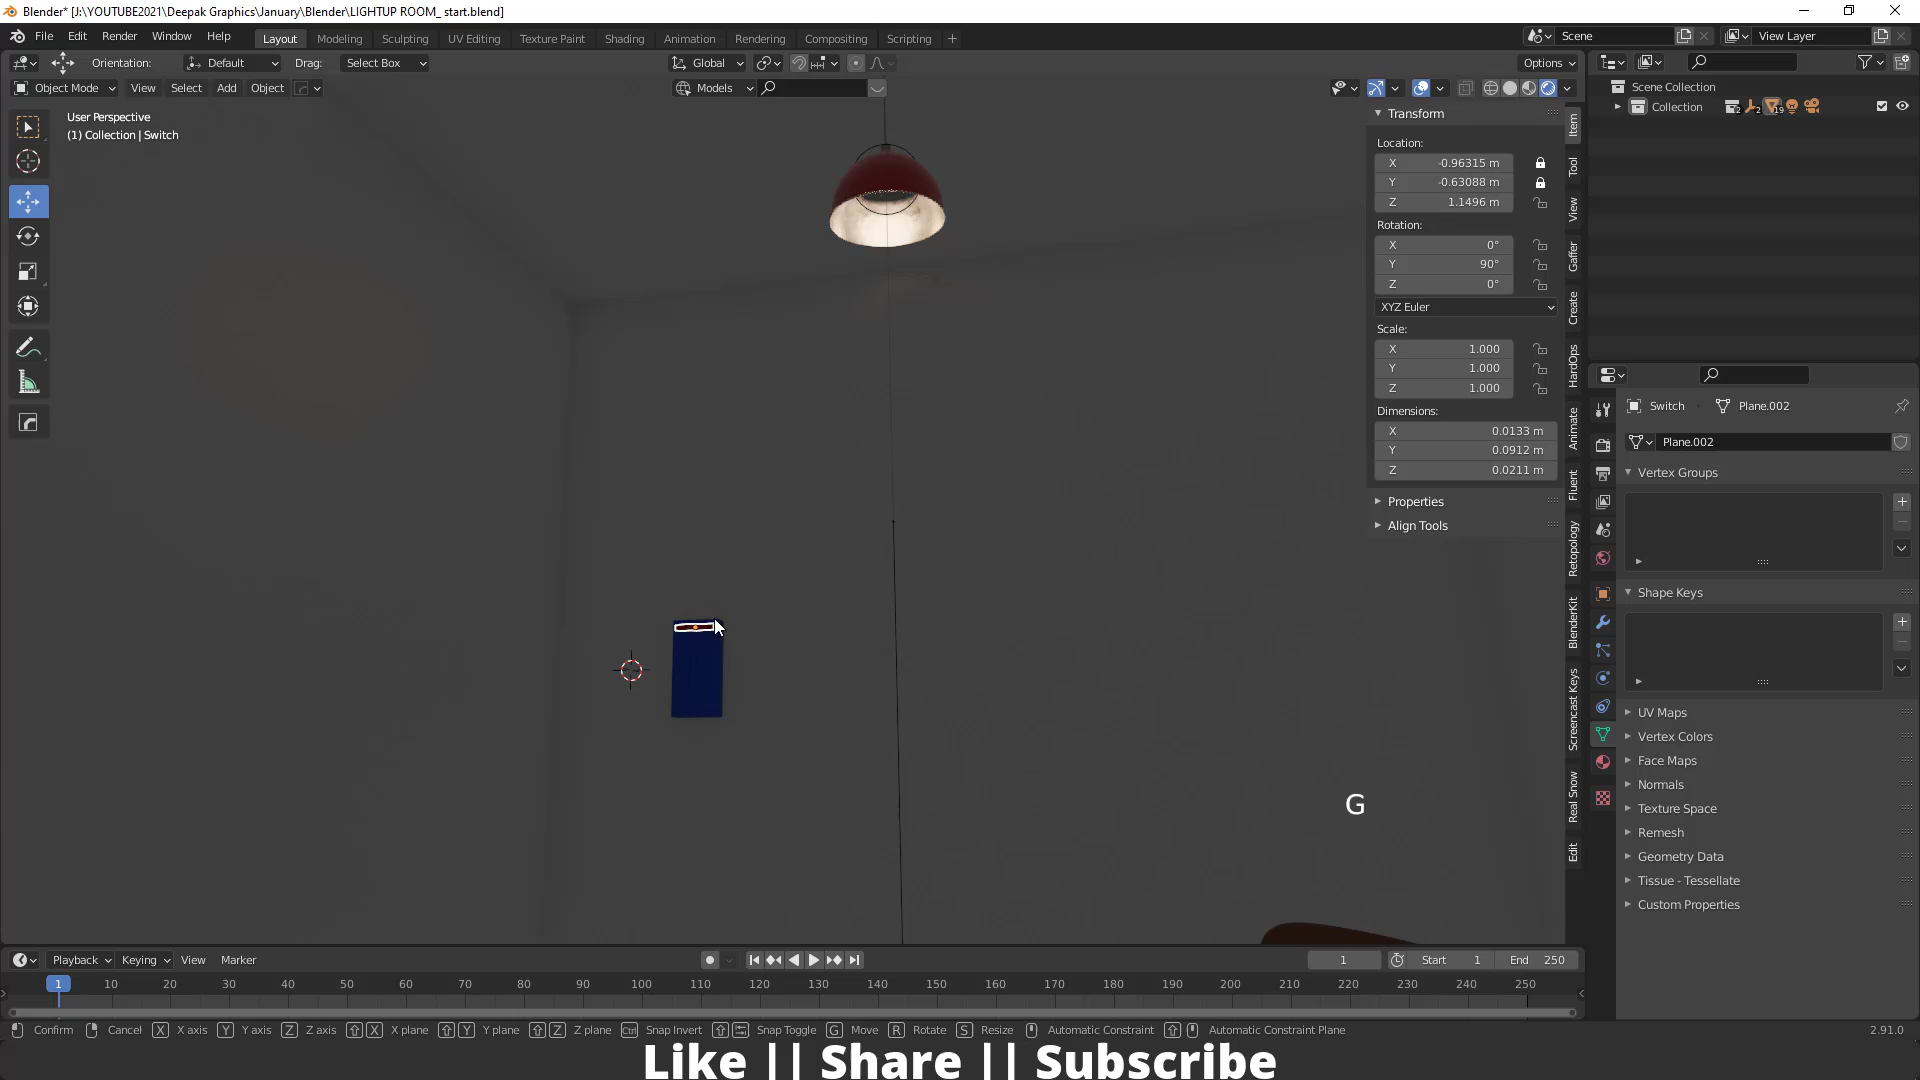 Blender* [J:\YOUTUBE2021\Deepak Graphics\January\Blender\LIGHTUP ROOM_ start.blend]
File Edit Render Window Help Layout Modeling Sculpting UV Editing Texture Paint Shading Animation Rendering Compositing Scripting + Scene View Layer
Orientation: Default Drag: Select Box Global Options
Object Mode View Select Add Object Models
User Perspective
(1) Collection | Switch
Scene Collection
Collection 2 2 19
Transform
Location:
X -0.96315 m
Y -0.63088 m
Z 1.1496 m
Rotation:
X 0°
Y 90°
Z 0°
XYZ Euler
Scale:
X 1.000
Y 1.000
Z 1.000
Dimensions:
X 0.0133 m
Y 0.0912 m
Z 0.0211 m
Properties
Align Tools
Item
Tool
View
Gaffer
Create
HardOps
Animate
Fluent
Retopology
BlenderKit
Screencast Keys
Real Snow
Edit
Switch Plane.002
Plane.002
Vertex Groups
Shape Keys
UV Maps
Vertex Colors
Face Maps
Normals
Texture Space
Remesh
Geometry Data
Tissue - Tessellate
Custom Properties
G
Playback Keying View Marker 1 Start 1 End 250
1 10 20 30 40 50 60 70 80 90 100 110 120 130 140 150 160 170 180 190 200 210 220 230 240 250
Confirm Cancel X X axis Y Y axis Z Z axis X X plane Y Y plane Z Z plane Ctrl Snap Invert Snap Toggle G Move R Rotate S Resize Automatic Constraint Automatic Constraint Plane 2.91.0
Like || Share || Subscribe